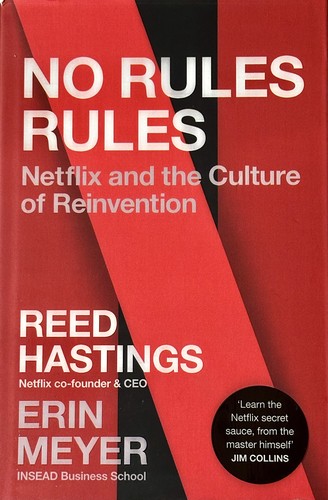 NO RULES
RULES
Netflix and the Culture
of Reinvention
REED
HASTINGS
Netflix co-founder & CEO
ERIN
MEYER
INSEAD Business School
'Learn the
Netflix secret
sauce, from the
master himself'
JIM COLLINS